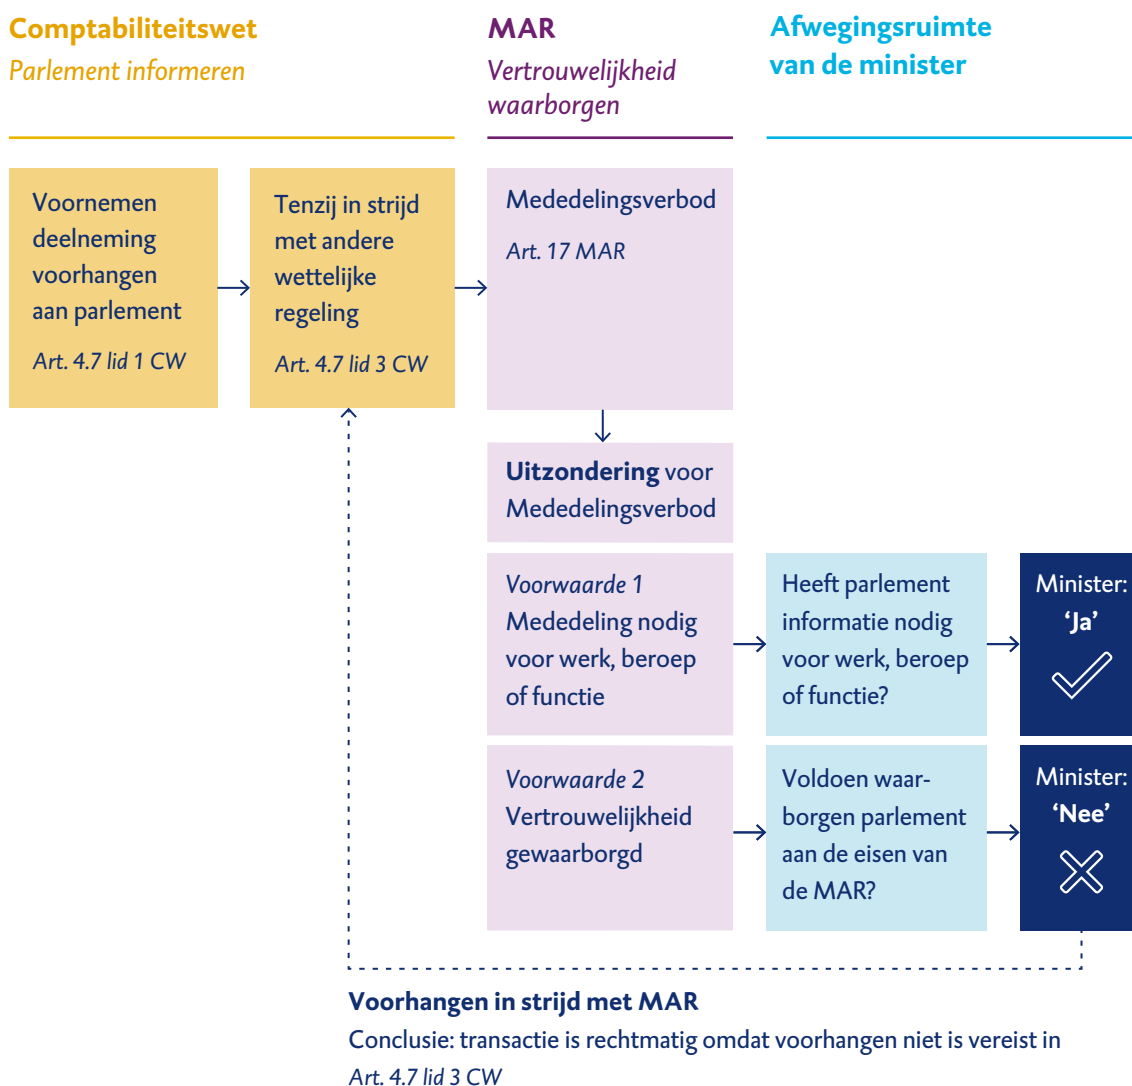 Comptabiliteitswet
Parlement informeren
MAR
Vertrouwelijkheid
waarborgen
Afwegingsruimte
van de minister
Voornemen
deelneming
voorhangen
aan parlement
Art. 4.7 lid 1 CW
Tenzij in strijd
met andere
wettelijke
regeling
Art. 4.7 lid 3 CW
Mededelingsverbod
Art. 17 MAR
Uitzondering voor
Mededelingsverbod
Voorwaarde 1
Mededeling nodig
voor werk, beroep
of functie
Heeft parlement
informatie nodig
voor werk, beroep
of functie?
Minister:
‘Ja’
Voorwaarde 2
Vertrouwelijkheid
gewaarborgd
Voldoen waar-
borgen parlement
aan de eisen van
de MAR?
Minister:
‘Nee’
Voorhangen in strijd met MAR
Conclusie: transactie is rechtmatig omdat voorhangen niet is vereist in
Art. 4.7 lid 3 CW